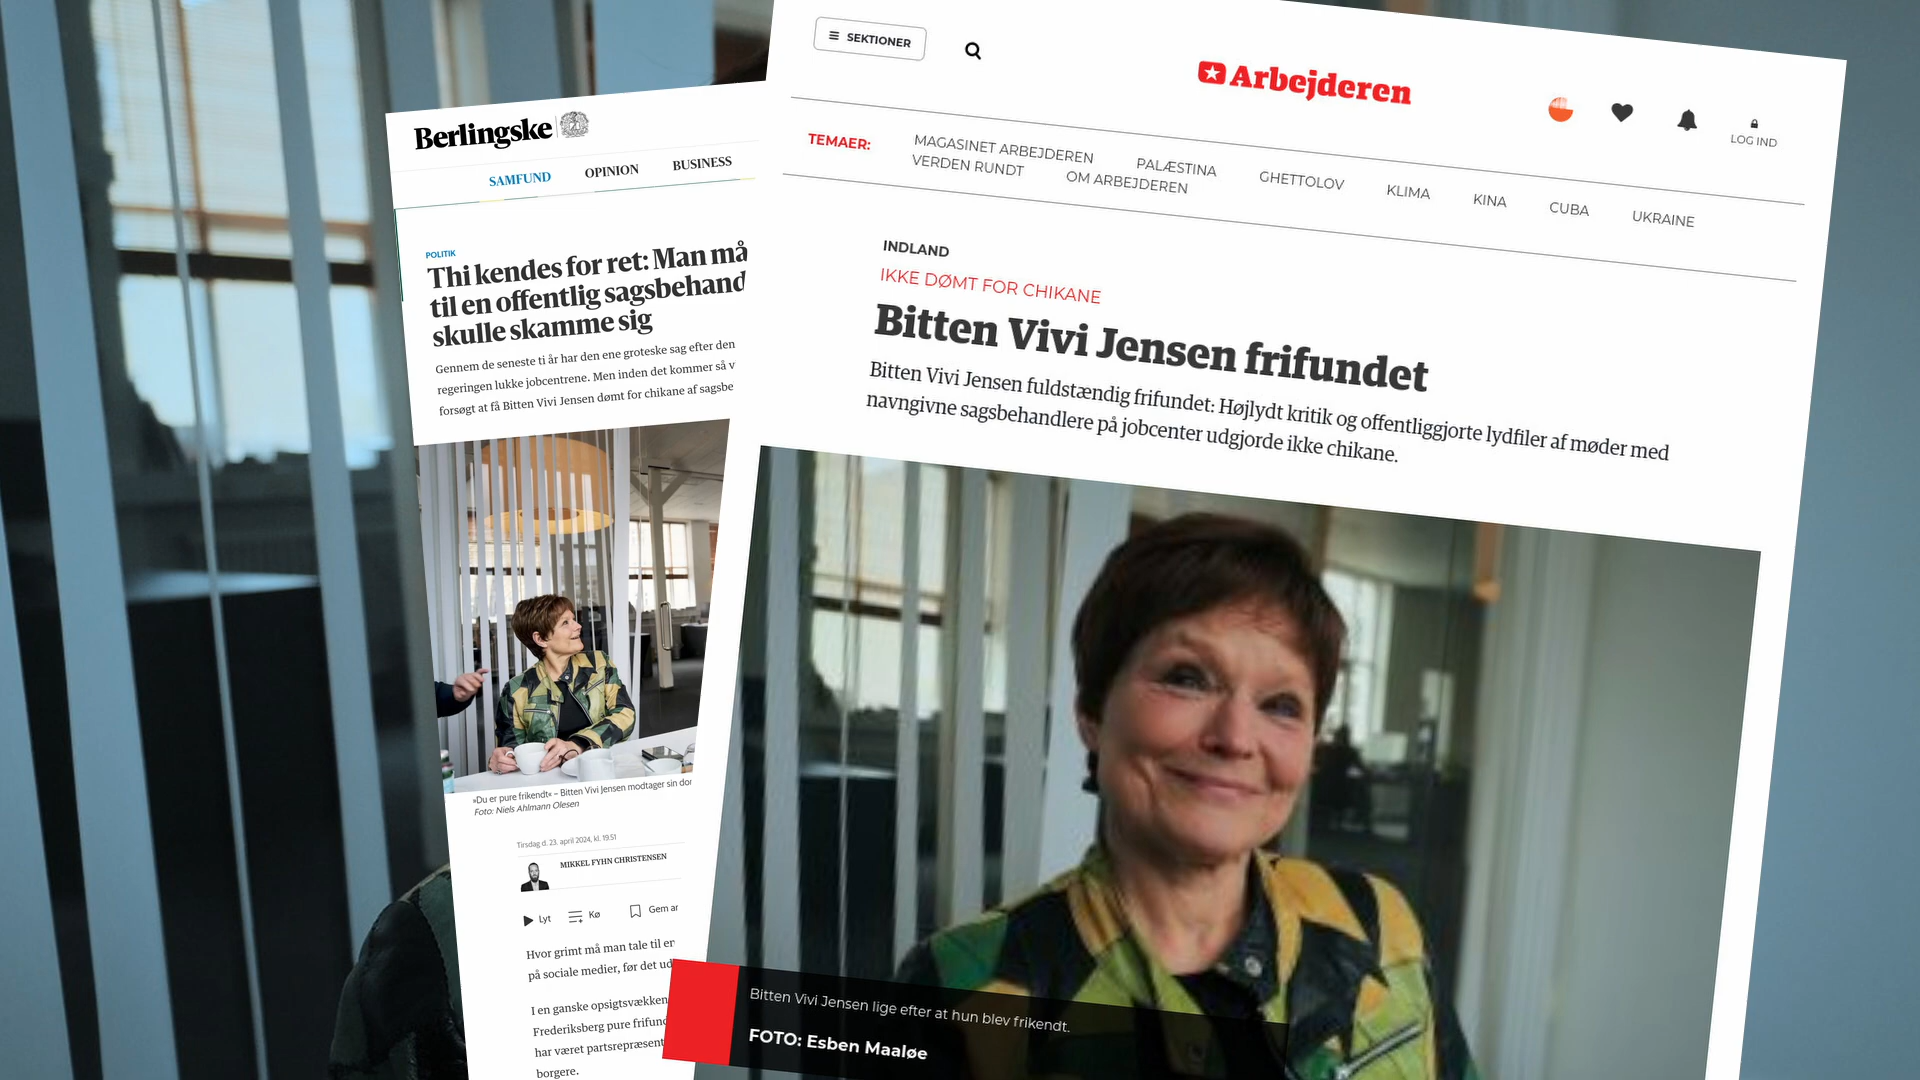 Berlingske
SAMFUND OPINION BUSINESS
POLITIK
Thi kendes for ret: Man må
til en offentlig sagsbehand
skulle skamme sig
Gennem de seneste ti år har den ene groteske sag efter den
regeringen lukke jobcentrene. Men inden det kommer så v
forsøgt at få Bitten Vivi Jensen dømt for chikane af sagsbe
»Du er pure frikendt« – Bitten Vivi Jensen modtager sin dor
Foto: Niels Ahlmann Olesen
Tirsdag d. 23. april 2024, kl. 19.51
MIKKEL FYHN CHRISTENSEN
Lyt Kø Gem ar
Hvor grimt må man tale til er
på sociale medier, før det ud
I en ganske opsigtsvækken
Frederiksberg pure frifund
har været partsrepræsent
borgere.
SEKTIONER
Arbejderen
LOG IND
TEMAER:
MAGASINET ARBEJDEREN PALÆSTINA GHETTOLOV KLIMA KINA CUBA UKRAINE
VERDEN RUNDT OM ARBEJDEREN
INDLAND
IKKE DØMT FOR CHIKANE
Bitten Vivi Jensen frifundet
Bitten Vivi Jensen fuldstændig frifundet: Højlydt kritik og offentliggjorte lydfiler af møder med
navngivne sagsbehandlere på jobcenter udgjorde ikke chikane.
Bitten Vivi Jensen lige efter at hun blev frikendt.
FOTO: Esben Maaløe